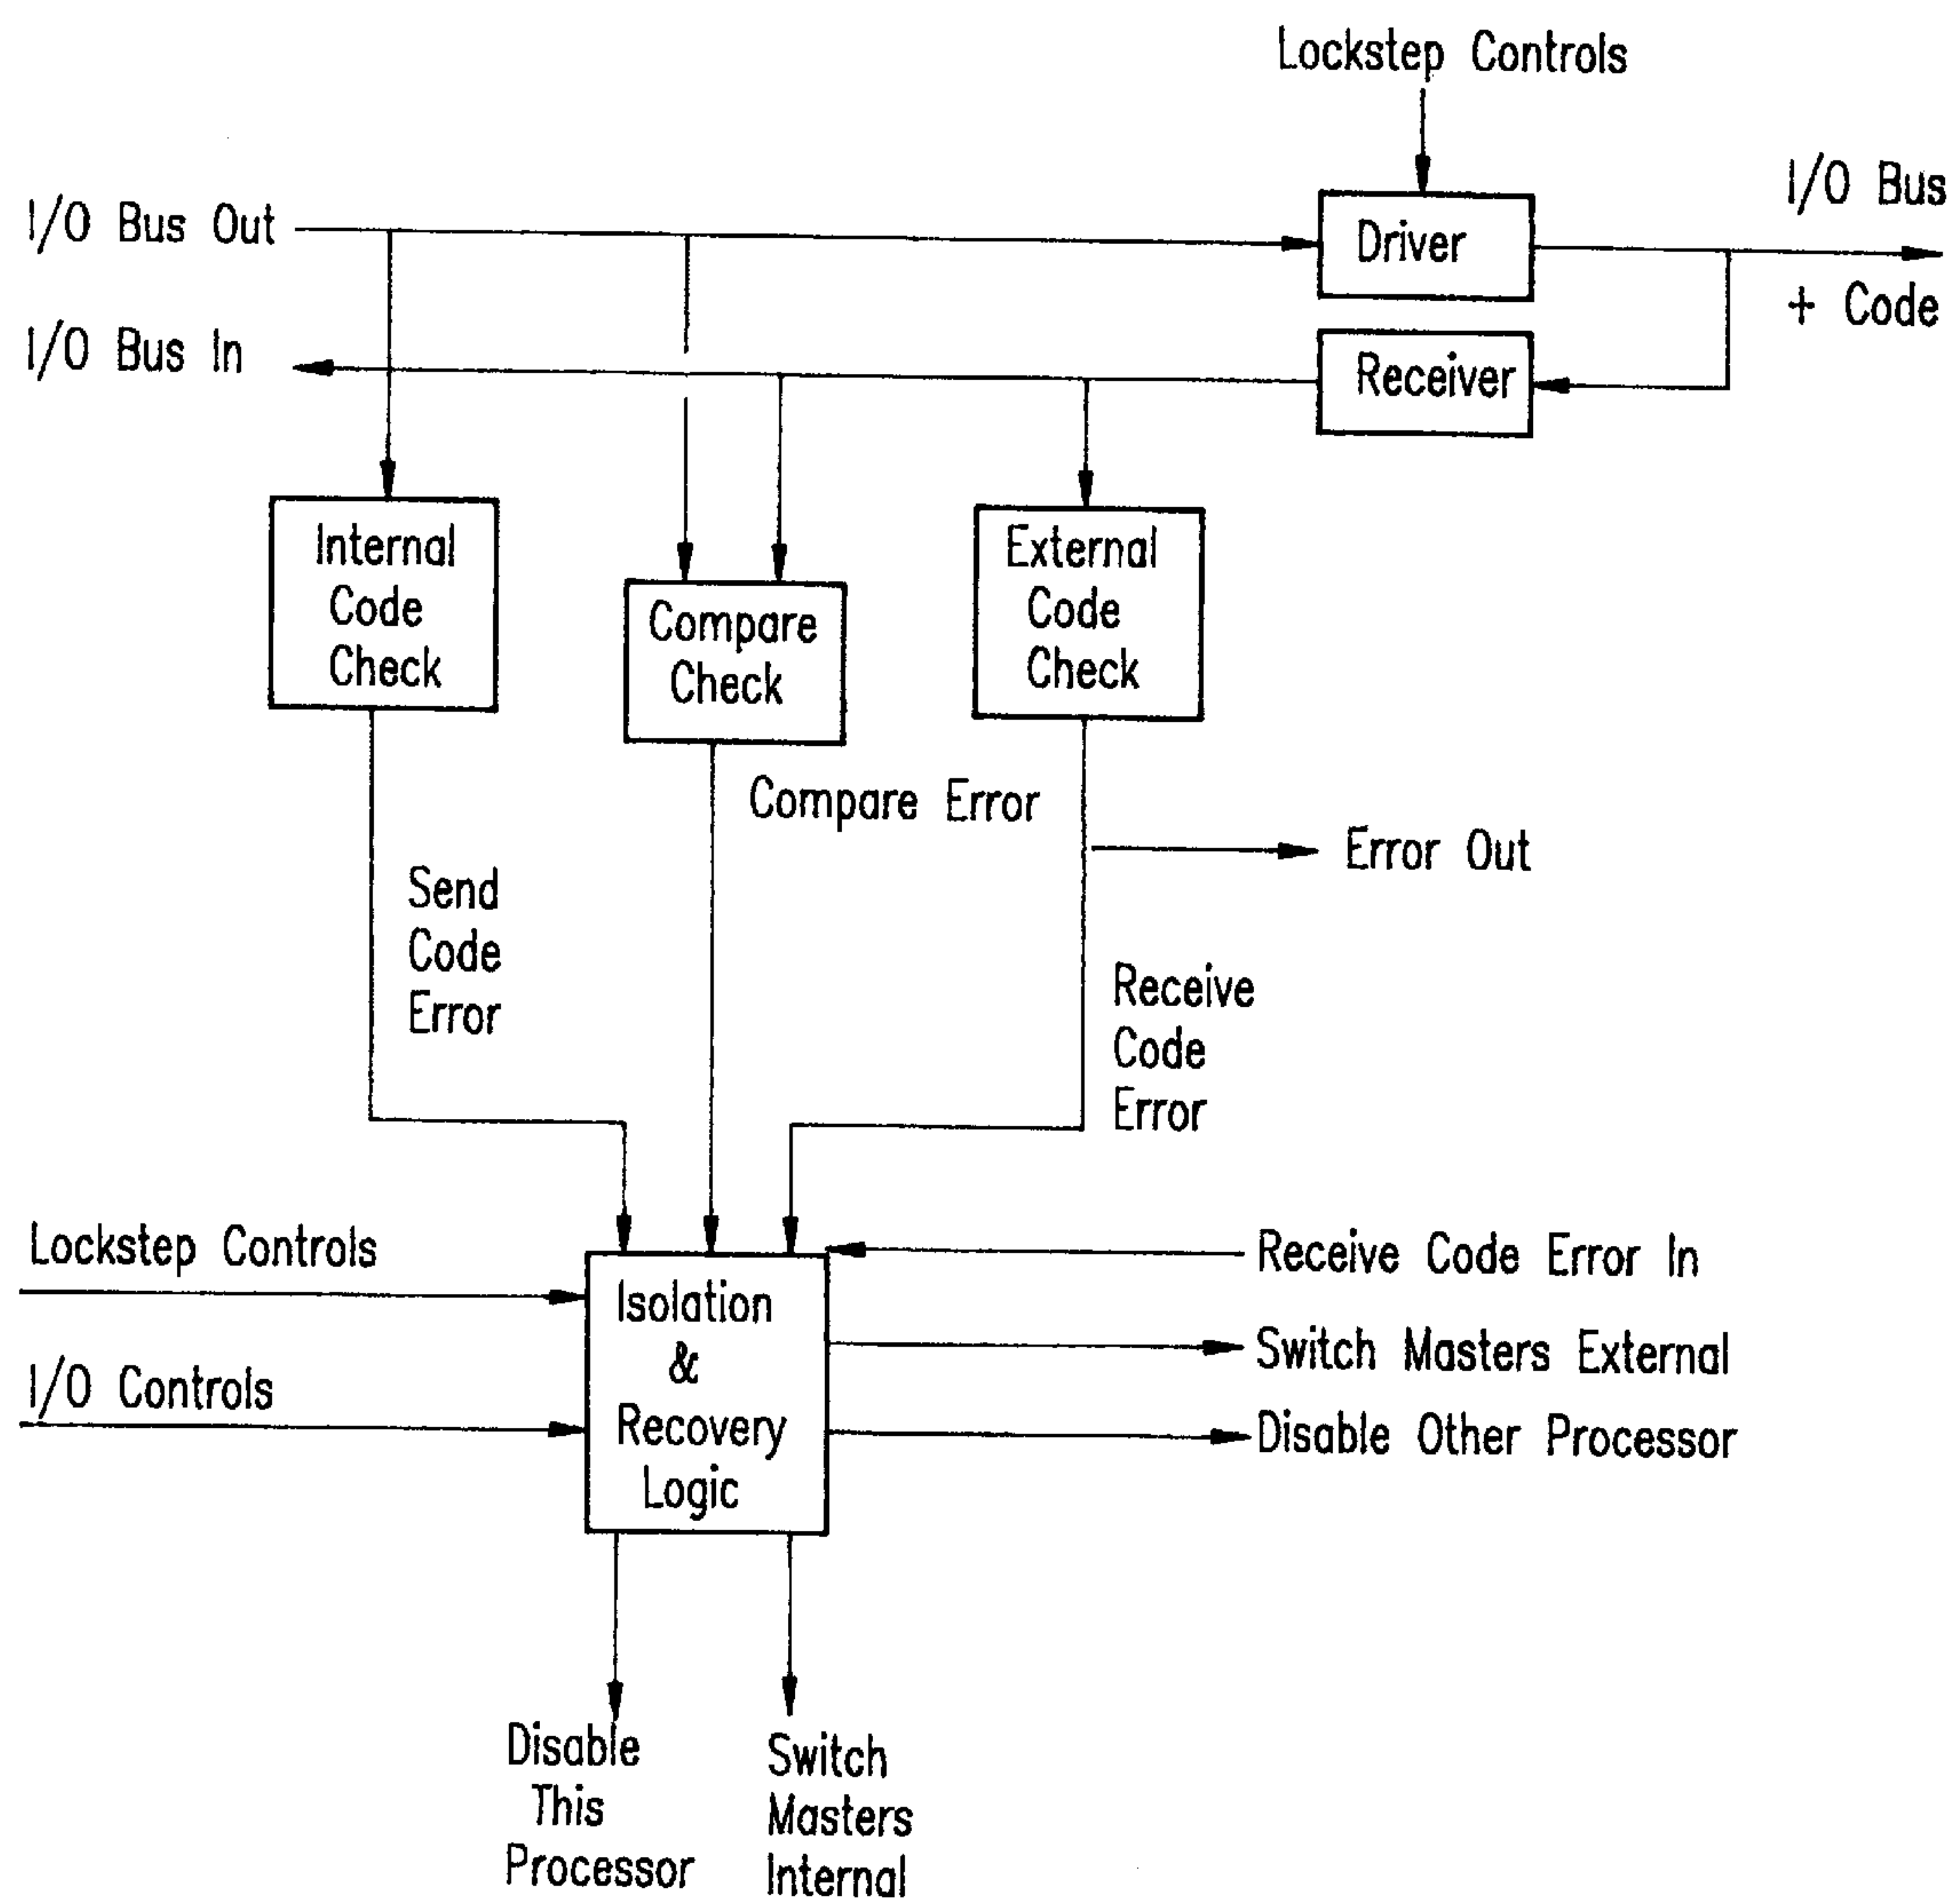 Lockstep Controls
I/O Bus Out
Driver
I/O Bus
+ Code
I/O Bus In
Receiver
Internal
Code
Check
Compare
Check
External
Code
Check
Compare Error
Error Out
Send
Code
Error
Receive
Code
Error
Lockstep Controls
I/O Controls
Isolation
&
Recovery
Logic
Receive Code Error In
Switch Masters External
Disable Other Processor
Disable
This
Processor
Switch
Masters
Internal